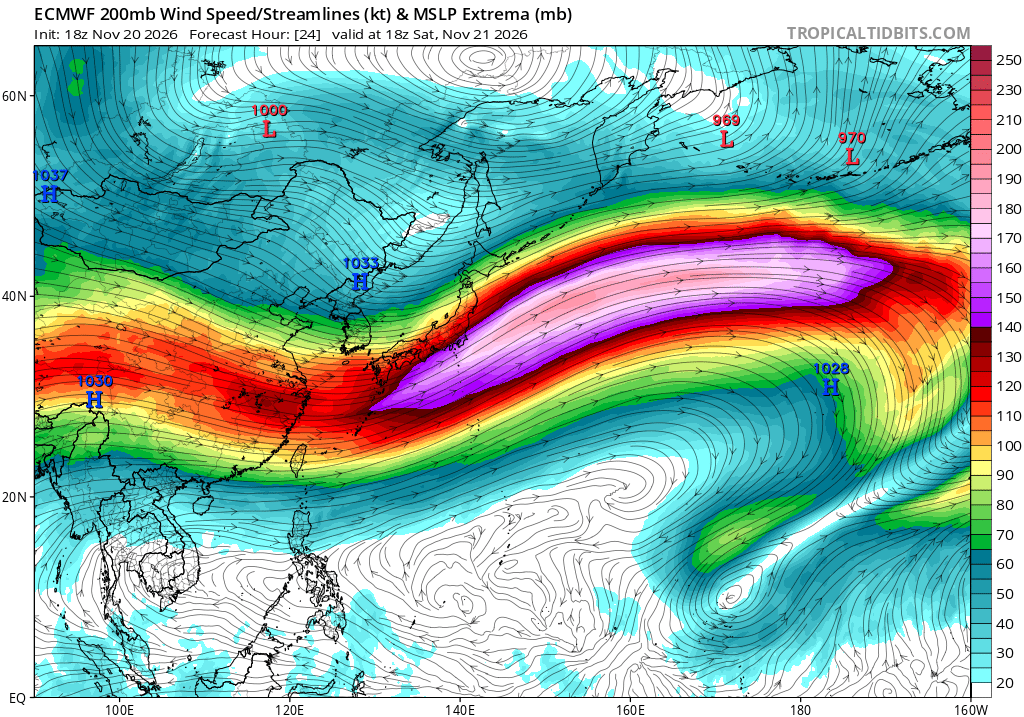 ECMWF 200mb Wind Speed/Streamlines (kt) & MSLP Extrema (mb)
Init: 18z Nov 20 2026 Forecast Hour: [24] valid at 18z Sat, Nov 21 2026
TROPICALTIDBITS.COM
60N
40N
20N
EQ
1000
L
969
L
970
L
1037
H
1033
H
1030
H
1028
H
250
230
210
200
190
180
170
160
150
140
130
120
110
100
90
80
70
60
50
40
30
20
100E
120E
140E
160E
180
160W